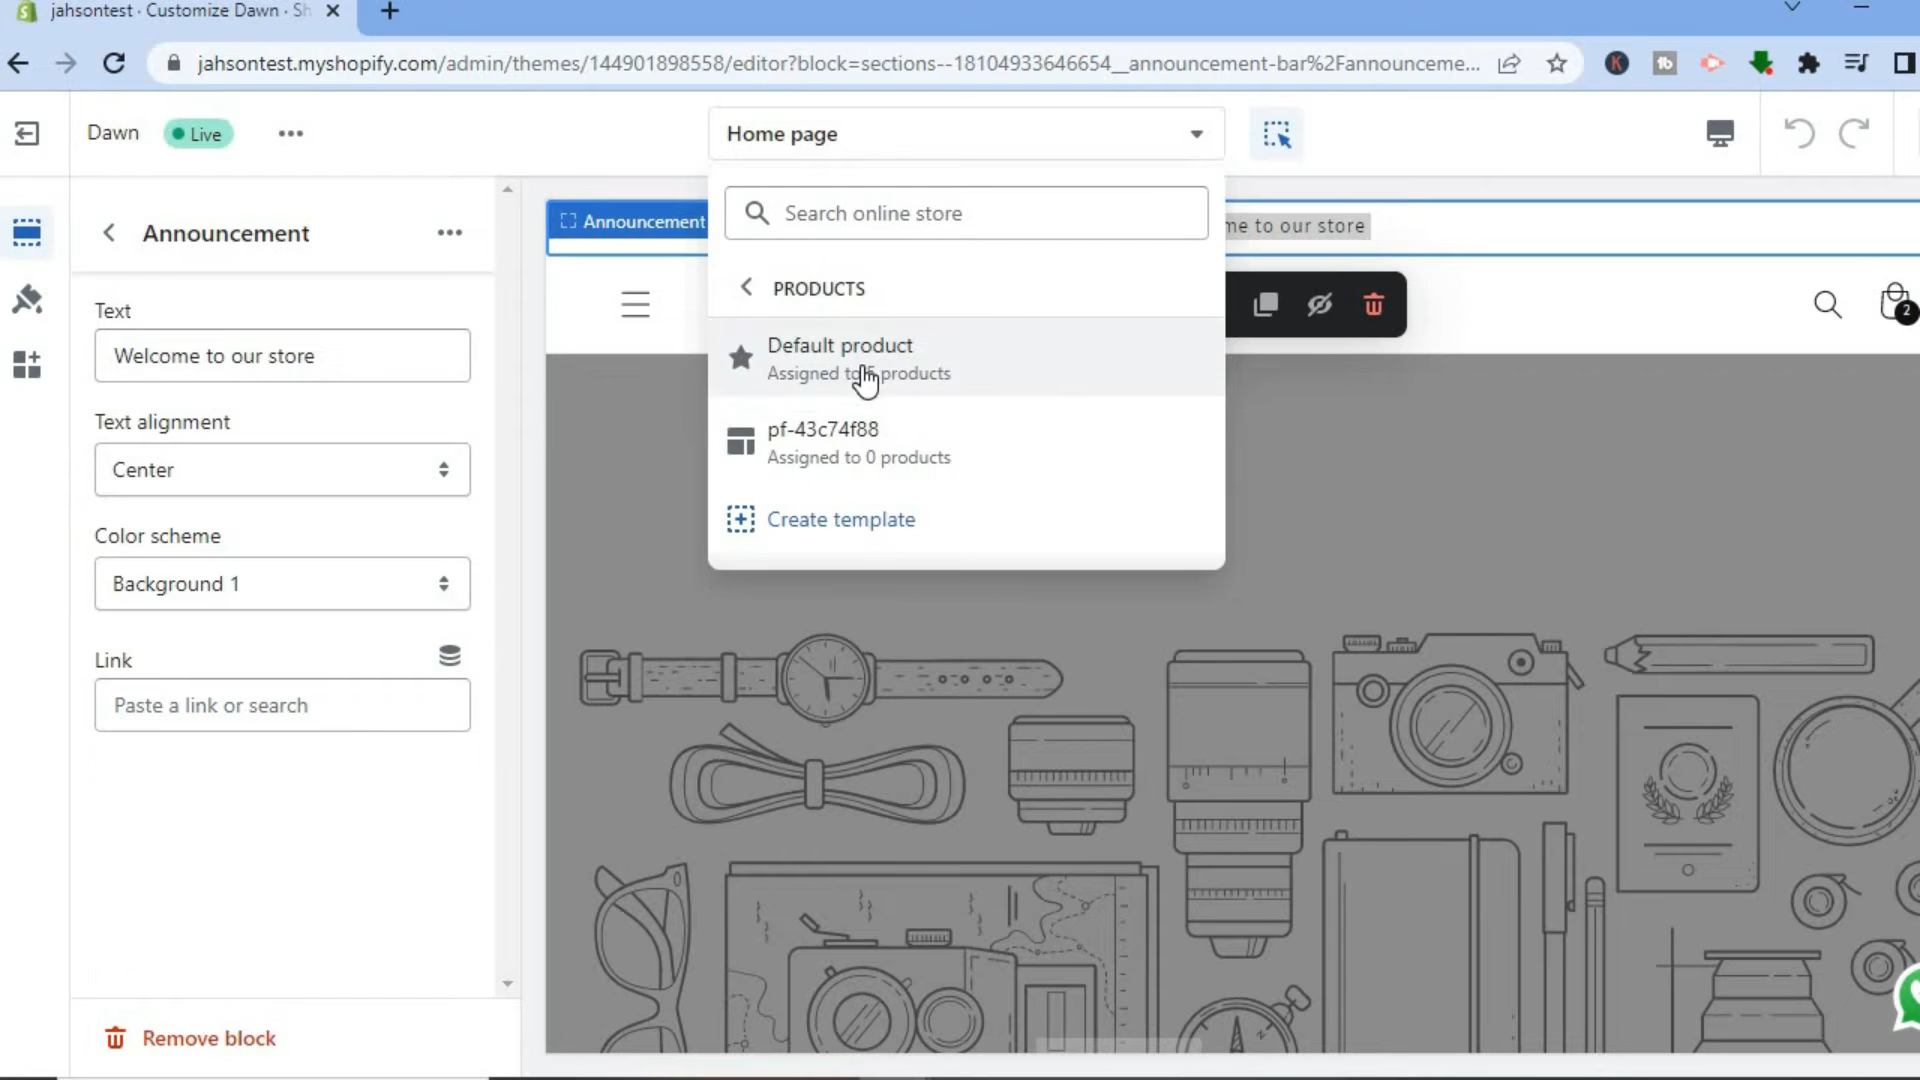 jahsontest · Customize Dawn · Sh
jahsontest.myshopify.com/admin/themes/144901898558/editor?block=sections--18104933646654__announcement-bar%2Fannounceme...
Dawn
Live
Home page
Search online store
PRODUCTS
Default product
Assigned to 5 products
pf-43c74f88
Assigned to 0 products
Create template
Announcement
Text
Welcome to our store
Text alignment
Center
Color scheme
Background 1
Link
Paste a link or search
Remove block
Announcement
me to our store
2